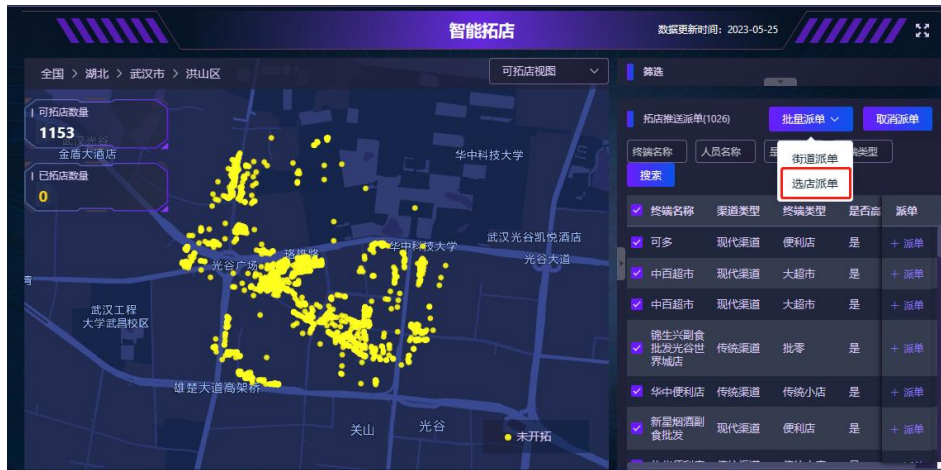 智能拓店
数据更新时间：2023-05-25
全国 > 湖北 > 武汉市 > 洪山区
可拓店视图
筛选
可拓店数量
1153
已拓店数量
0
武汉光谷
金盾大酒店
华中科技大学
武汉光谷凯悦酒店
华中科技大学
光谷大道
珞雄路
光谷广场
武汉工程
大学武昌校区
雄楚大道高架桥
关山
光谷
未开拓
拓店推送派单(1026)
批量派单
取消派单
终端名称
人员名称
街道派单
选店派单
搜索
终端名称 渠道类型 终端类型 是否高 派单
可多 现代渠道 便利店 是 + 派单
中百超市 现代渠道 大超市 是 + 派单
中百超市 现代渠道 大超市 是 + 派单
锦生兴副食
批发光谷世
界城店
传统渠道 批零 是 + 派单
华中便利店 传统渠道 传统小店 是 + 派单
新星烟酒副
食批发
现代渠道 便利店 是 + 派单